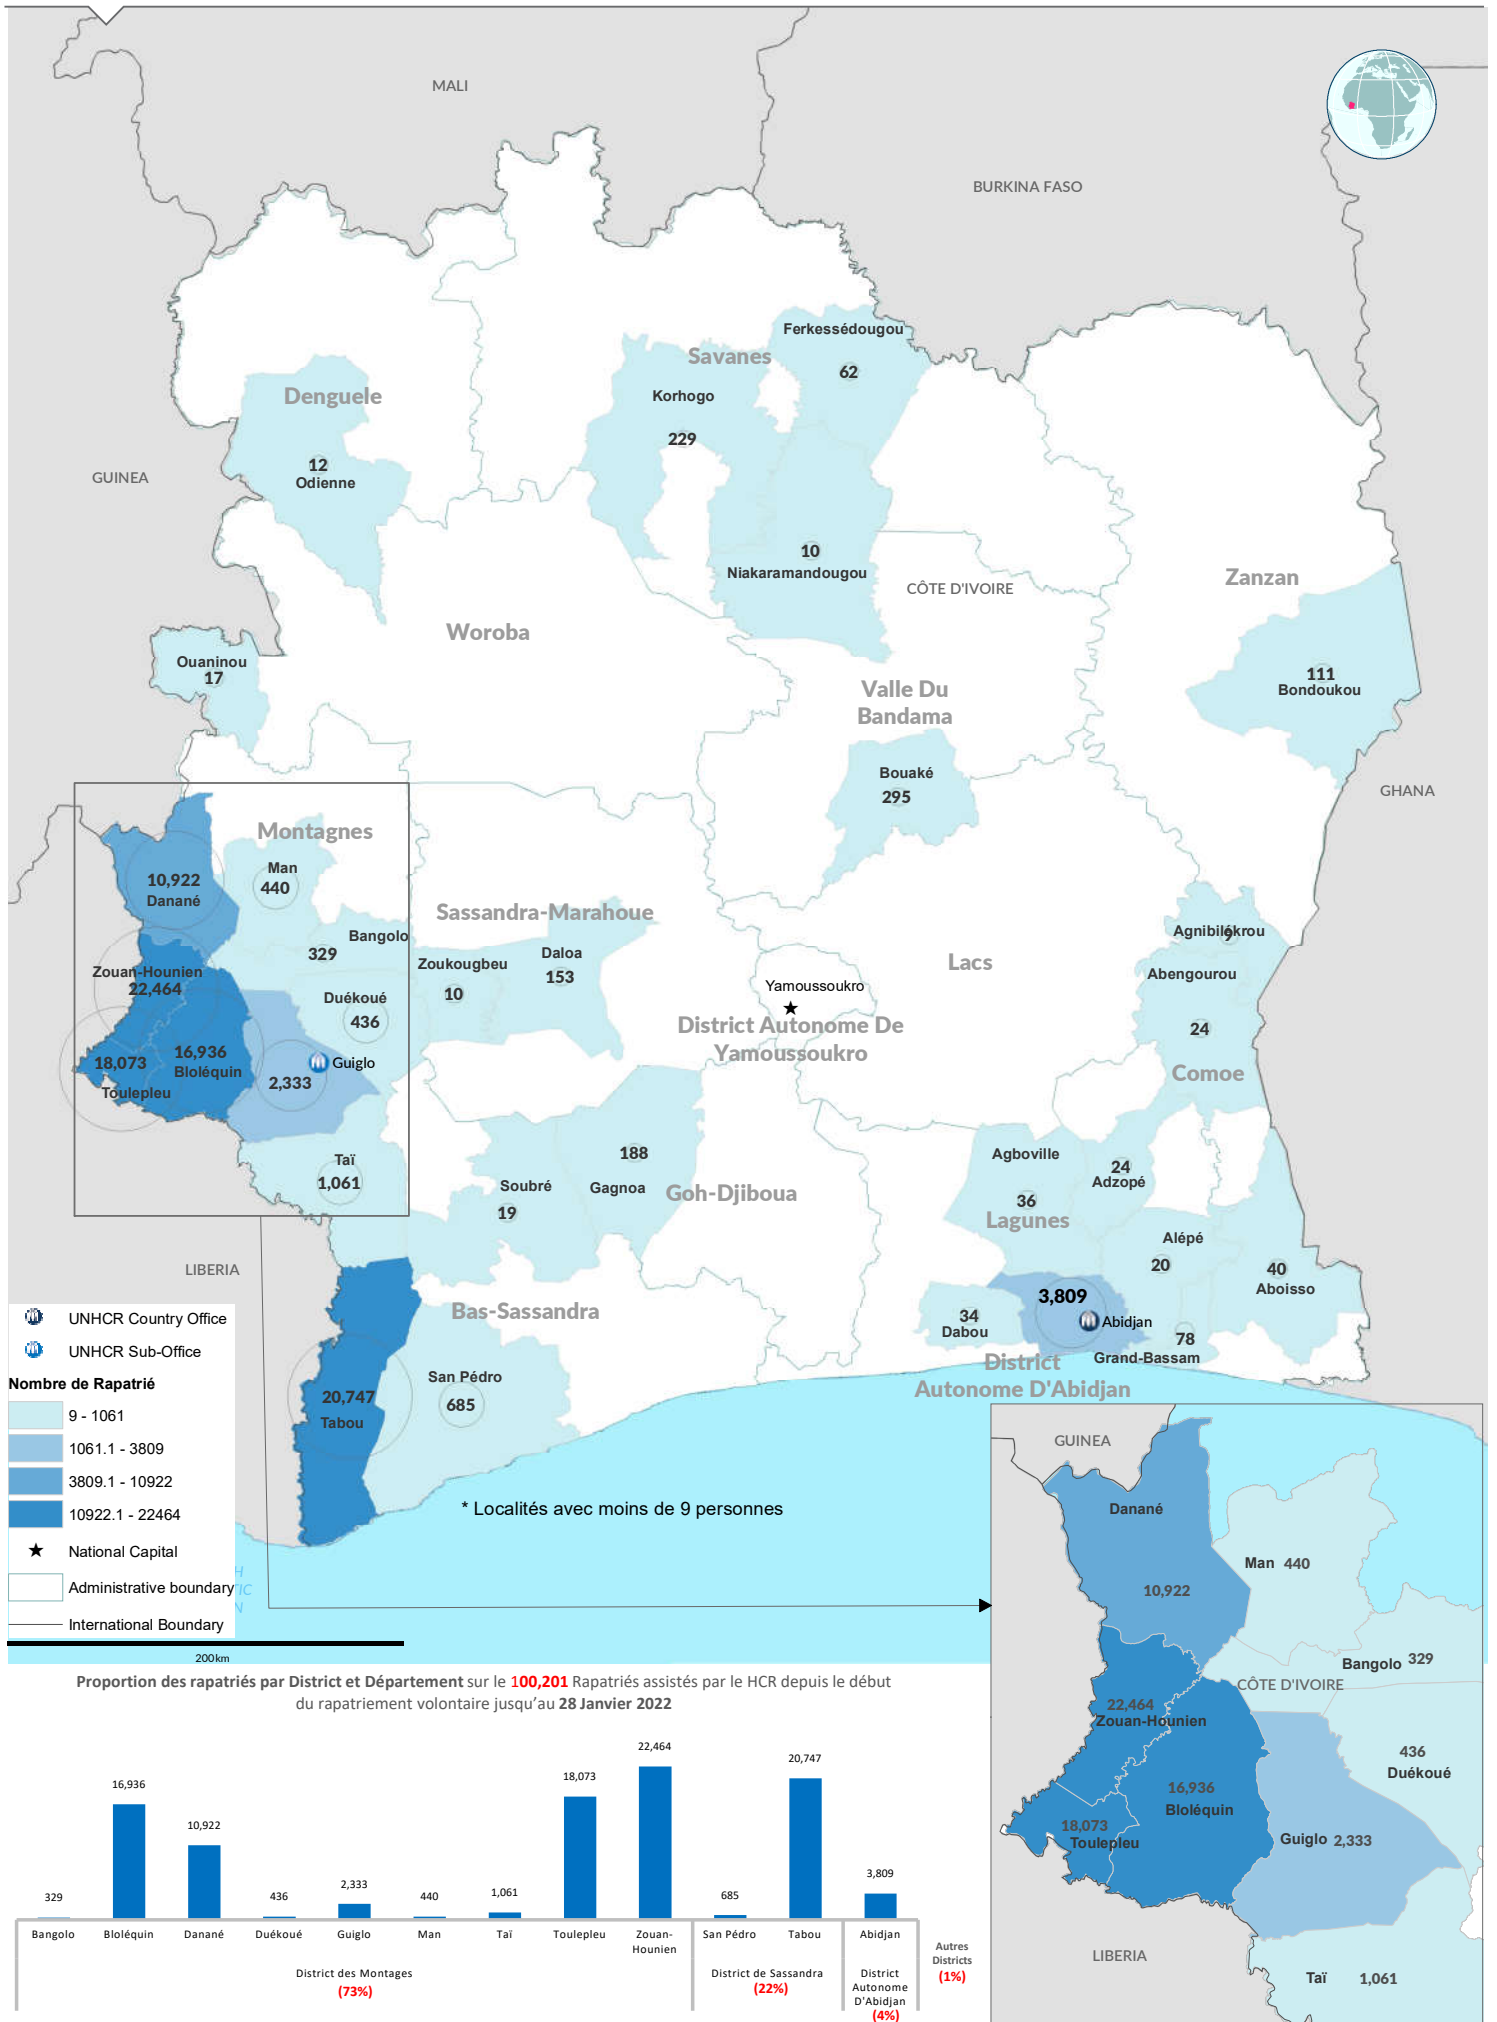 MALI
BURKINA FASO
Ferkessédougou
62
Savanes
Korhogo
229
Denguele
12
Odienne
GUINEA
10
Niakaramandougou
CÔTE D'IVOIRE
Zanzan
Woroba
Ouaninou
17
111
Bondoukou
Valle Du
Bandama
Bouaké
295
GHANA
Montagnes
Man
440
10,922
Danané
Sassandra-Marahoue
Bangolo
329
Zoukougbeu
10
Daloa
153
Agnibilékrou
9
Abengourou
24
Comoe
Lacs
Zouan-Hounien
22,464
Duékoué
436
Yamoussoukro
District Autonome De
Yamoussoukro
18,073
Toulepleu
16,936
Bloléquin
2,333
Guiglo
Taï
1,061
188
Gagnoa
Soubré
19
Goh-Djiboua
Agboville
36
24
Adzopé
Lagunes
Alépé
20
40
Aboisso
LIBERIA
Bas-Sassandra
3,809
Abidjan
34
Dabou
78
Grand-Bassam
District
Autonome D'Abidjan
20,747
Tabou
San Pédro
685
* Localités avec moins de 9 personnes
UNHCR Country Office
UNHCR Sub-Office
Nombre de Rapatrié
9 - 1061
1061.1 - 3809
3809.1 - 10922
10922.1 - 22464
National Capital
Administrative boundary
International Boundary
H
TIC
N
200km
GUINEA
Danané
10,922
Man 440
Bangolo 329
CÔTE D'IVOIRE
22,464
Zouan-Hounien
436
Duékoué
16,936
Bloléquin
18,073
Toulepleu
Guiglo 2,333
LIBERIA
Taï 1,061
Proportion des rapatriés par District et Département sur le 100,201 Rapatriés assistés par le HCR depuis le début
du rapatriement volontaire jusqu'au 28 Janvier 2022
329
16,936
10,922
436
2,333
440
1,061
18,073
22,464
685
20,747
3,809
Bangolo
Bloléquin
Danané
Duékoué
Guiglo
Man
Taï
Toulepleu
Zouan-
Hounien
San Pédro
Tabou
Abidjan
District des Montages
(73%)
District de Sassandra
(22%)
District
Autonome
D'Abidjan
(4%)
Autres
Districts
(1%)